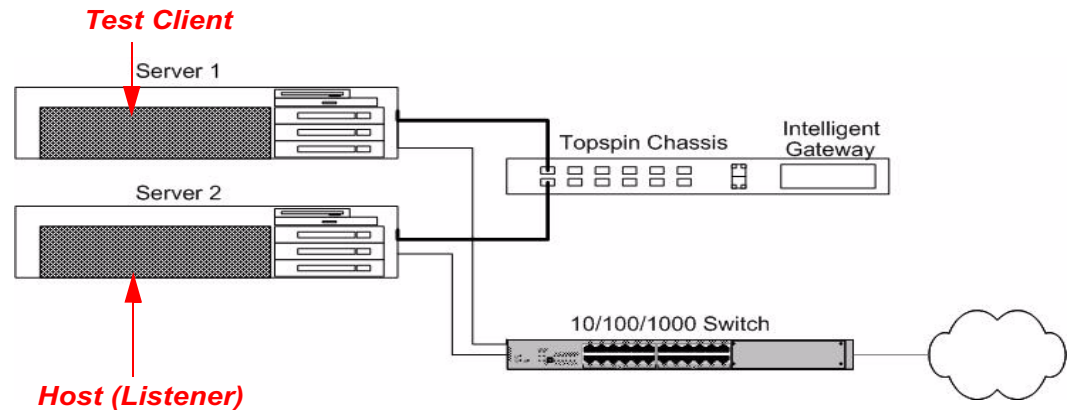 Test Client
Server 1
Topspin Chassis
Intelligent
Gateway
Server 2
10/100/1000 Switch
Host (Listener)